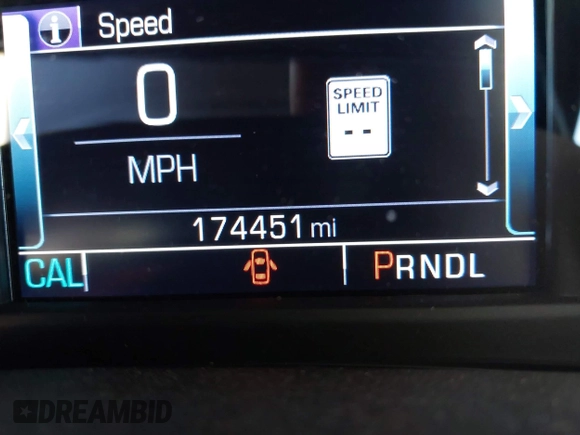 Speed
0
MPH
SPEED
LIMIT
--
174451 mi
CAL
PRNDL
DREAMBID